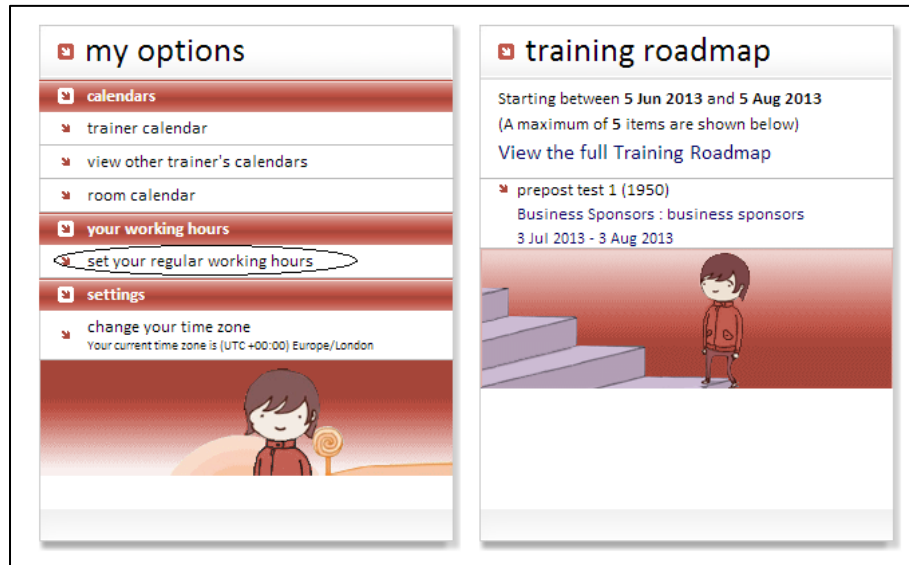 my options
calendars
trainer calendar
view other trainer's calendars
room calendar
your working hours
set your regular working hours
settings
change your time zone
Your current time zone is (UTC +00:00) Europe/London
training roadmap
Starting between 5 Jun 2013 and 5 Aug 2013
(A maximum of 5 items are shown below)
View the full Training Roadmap
prepost test 1 (1950)
Business Sponsors : business sponsors
3 Jul 2013 - 3 Aug 2013